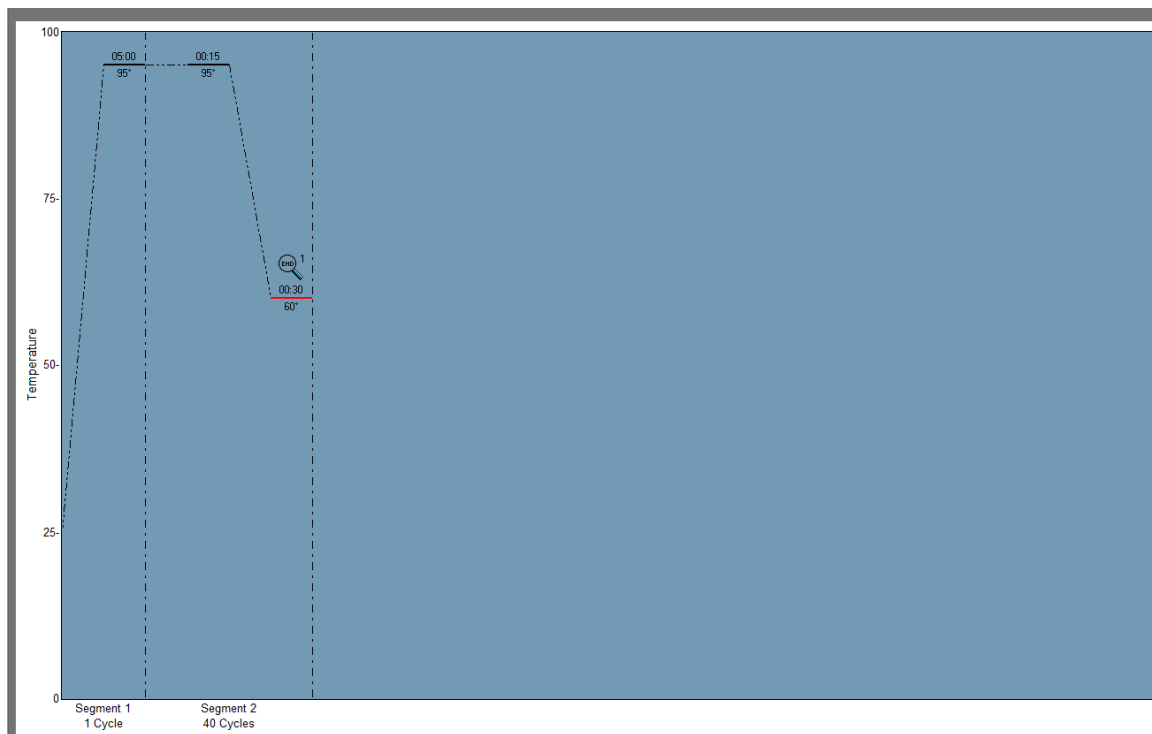 100
05:00
95°
00:15
95°
75-
END 1
00:30
60°
50-
Temperature
25-
0
Segment 1
1 Cycle
Segment 2
40 Cycles